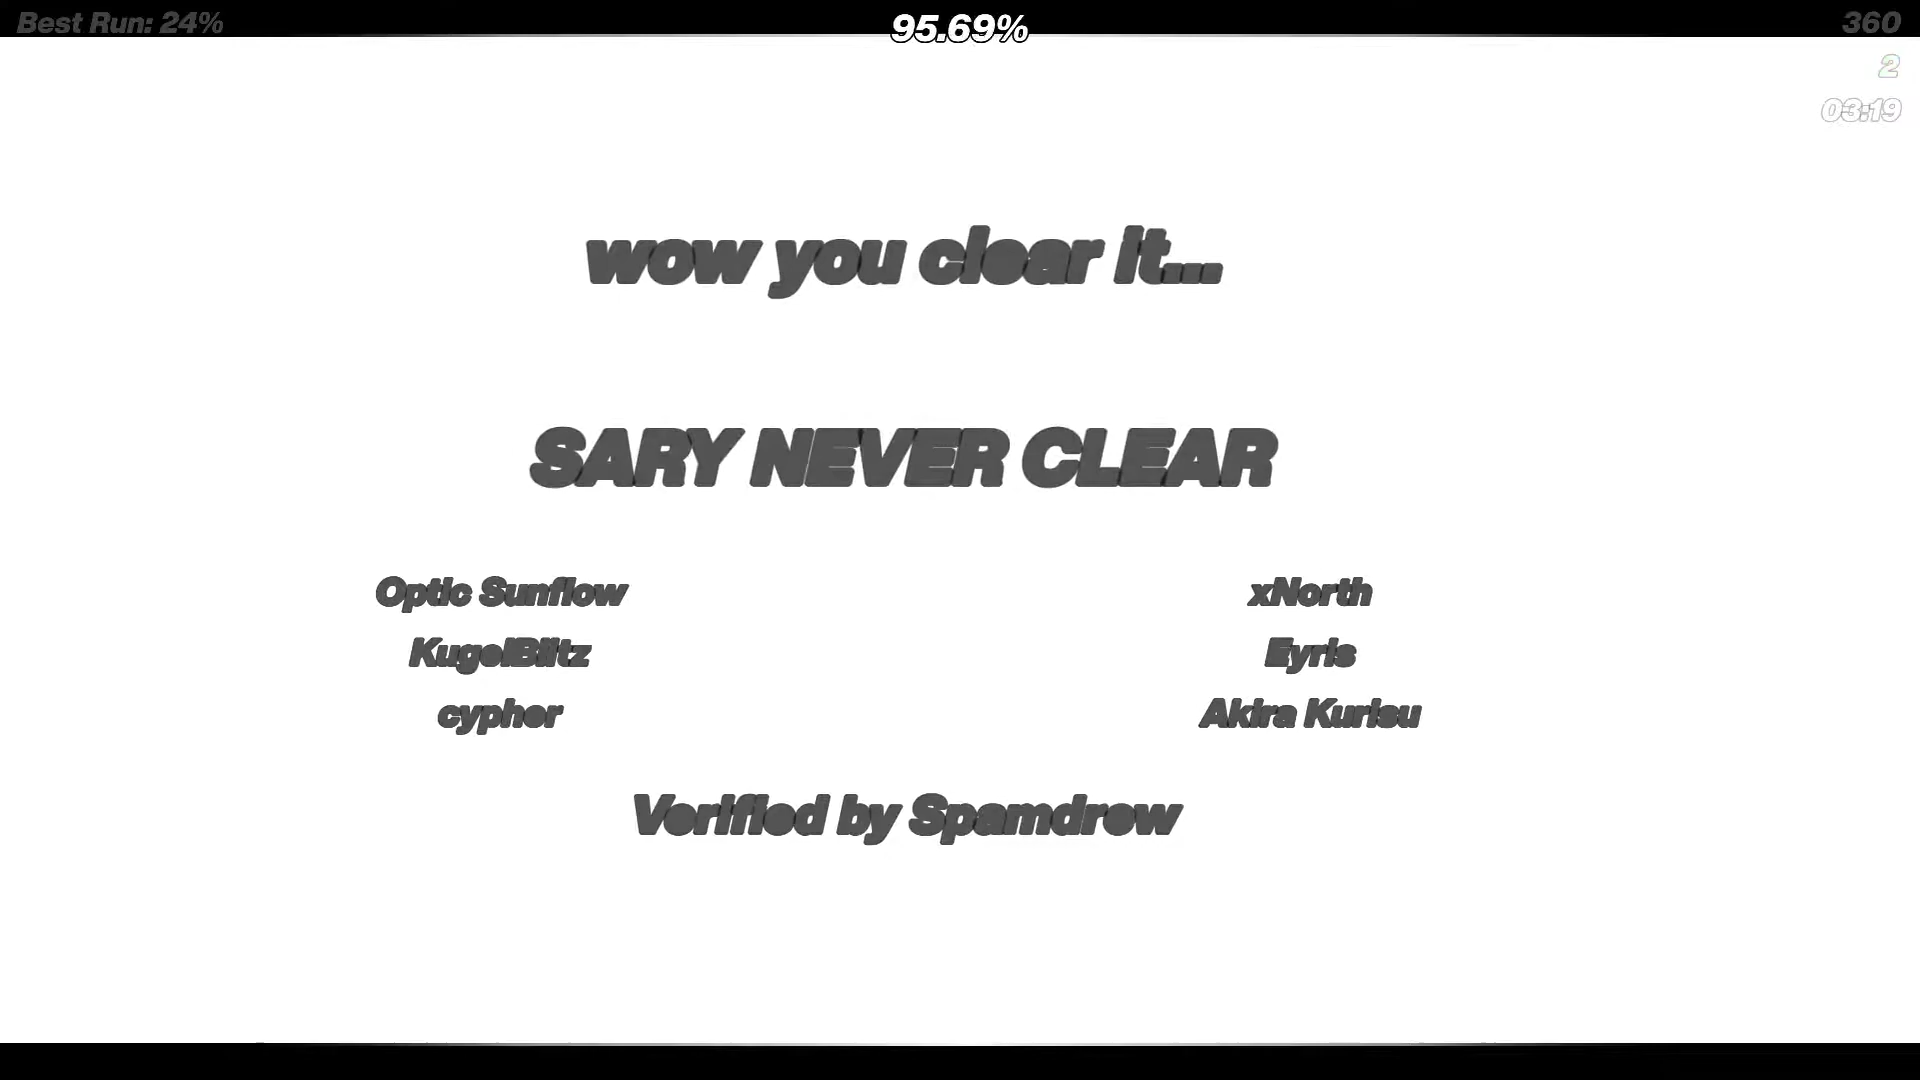 Best Run: 24%
95.69%
360
2
03:19
wow you clear it...
SARY NEVER CLEAR
Optic Sunflow
xNorth
KugelBlitz
Eyris
cypher
Akira Kurisu
Verified by Spamdrew